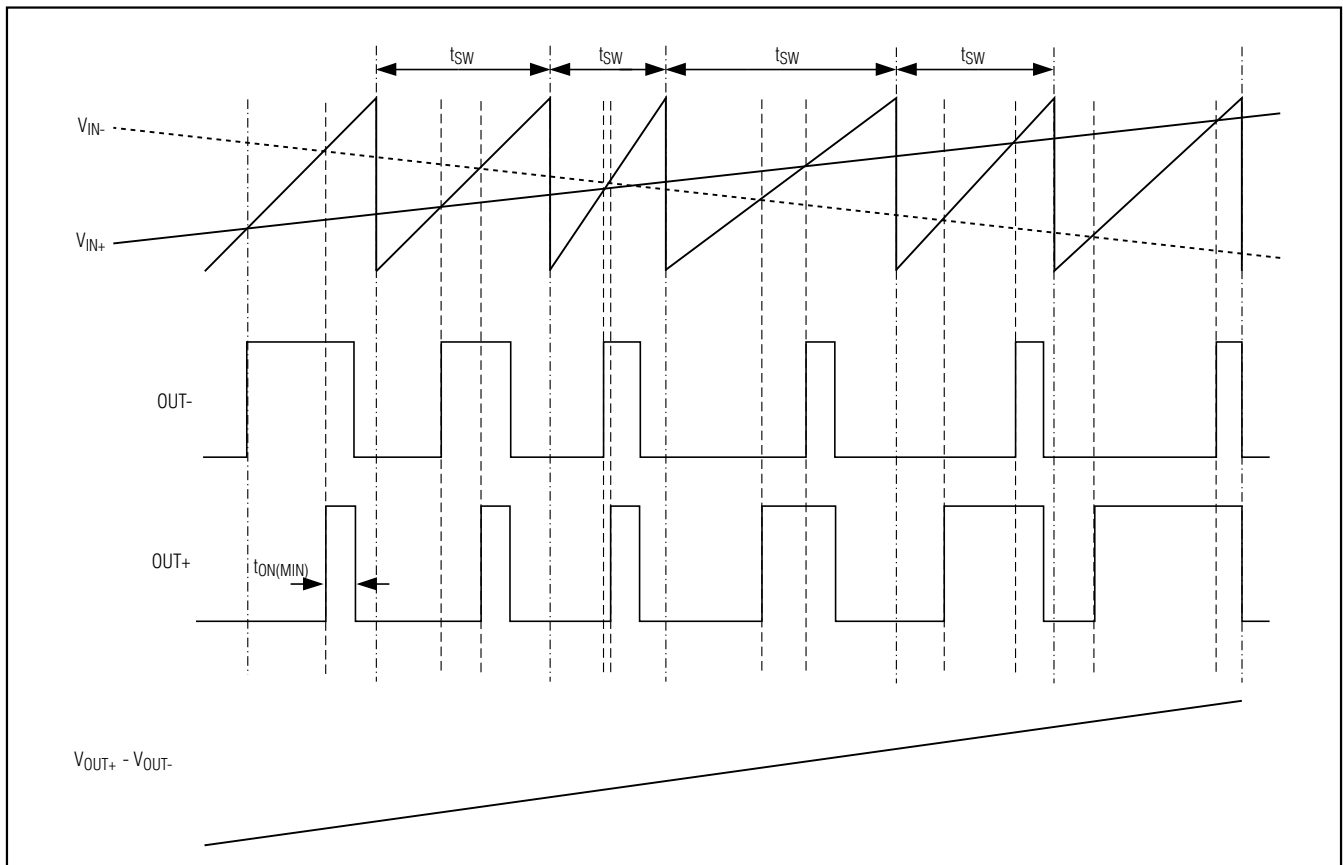 tSW tSW tSW tSW
VIN-
VIN+
OUT-
OUT+
tON(MIN)
VOUT+ - VOUT-